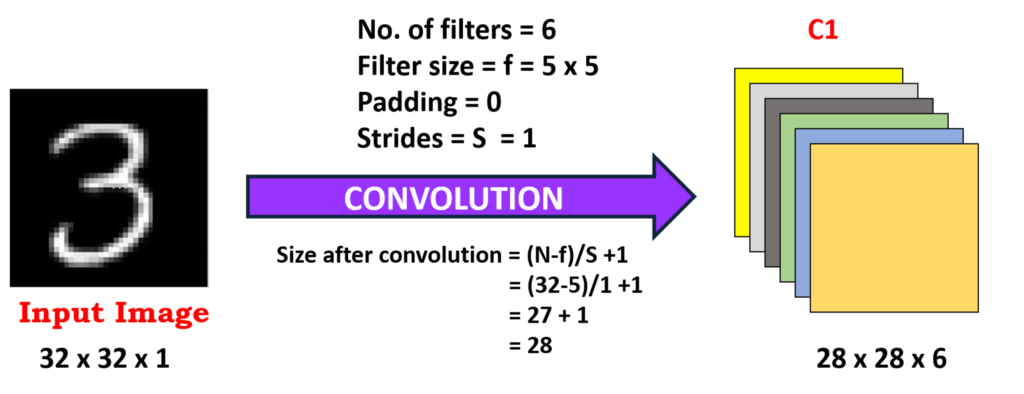 No. of filters = 6
Filter size = f = 5 x 5
Padding = 0
Strides = S = 1
C1
CONVOLUTION
Size after convolution = (N-f)/S +1
= (32-5)/1 +1
= 27 + 1
= 28
3
Input Image
32 x 32 x 1
28 x 28 x 6